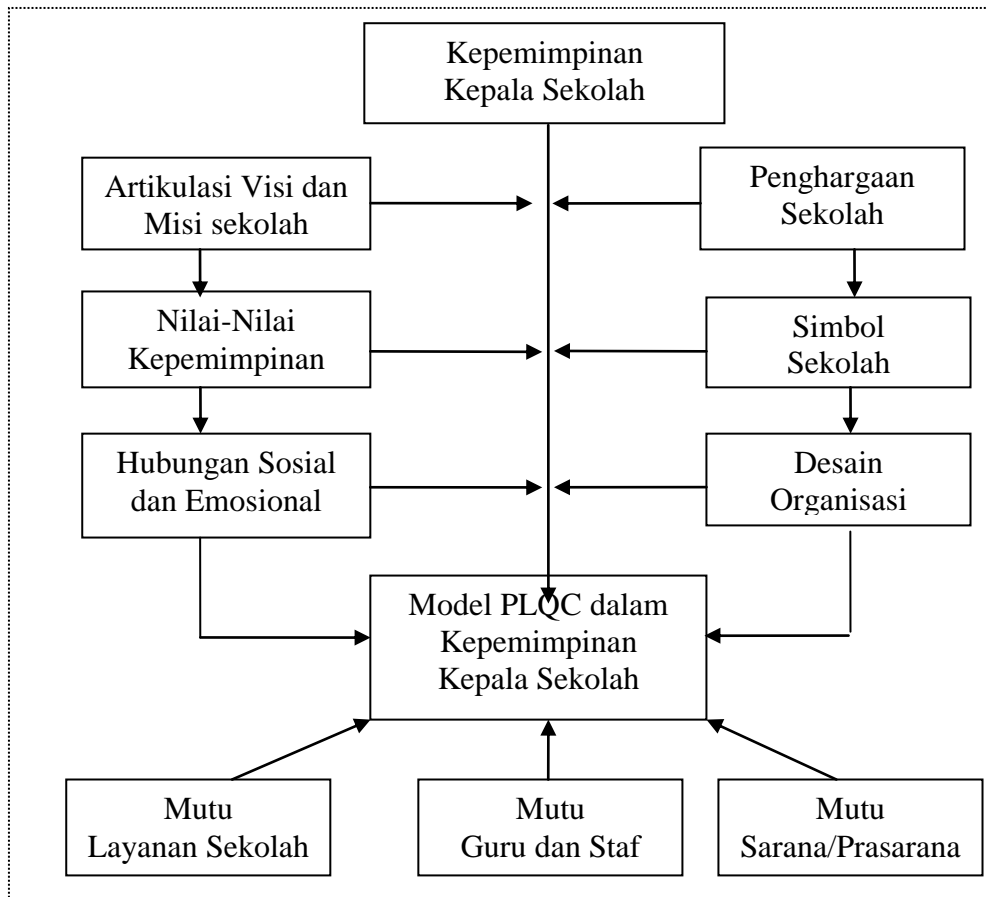 Kepemimpinan
Kepala Sekolah
Artikulasi Visi dan
Misi sekolah
Penghargaan
Sekolah
Nilai-Nilai
Kepemimpinan
Simbol
Sekolah
Hubungan Sosial
dan Emosional
Desain
Organisasi
Model PLQC dalam
Kepemimpinan
Kepala Sekolah
Mutu
Layanan Sekolah
Mutu
Guru dan Staf
Mutu
Sarana/Prasarana